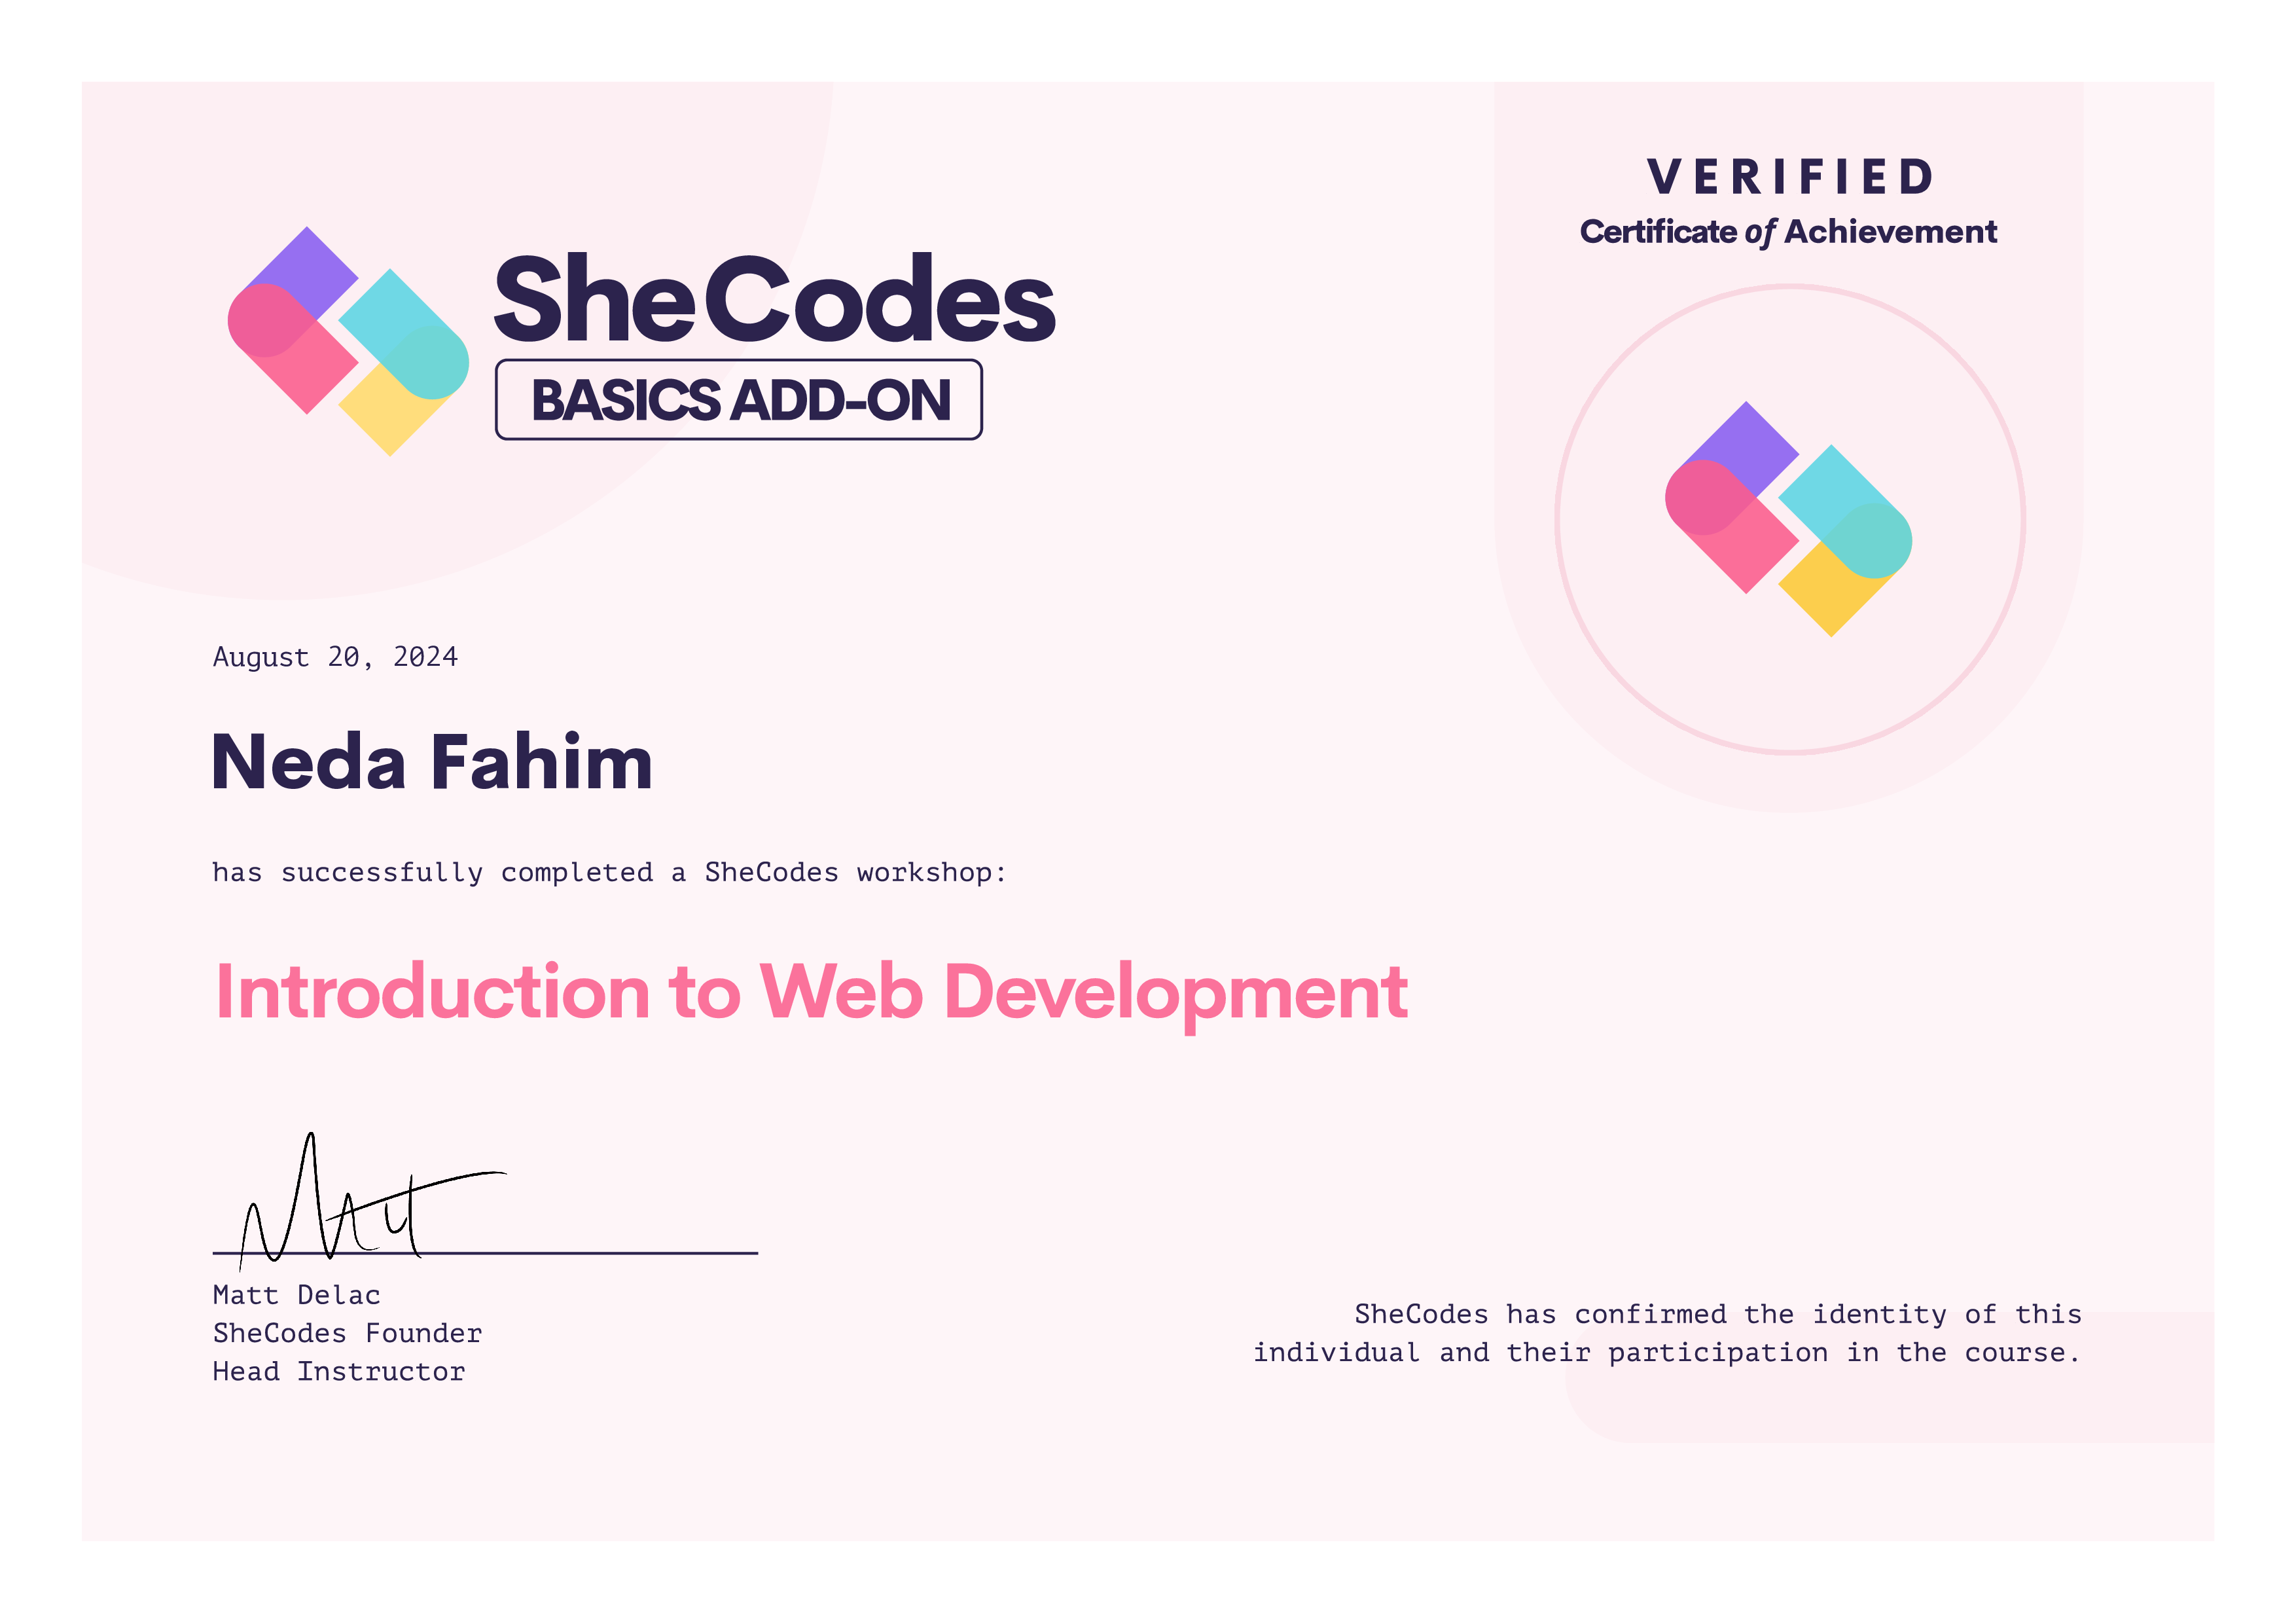 VERIFIED
Certificate of Achievement
SheCodes
BASICS ADD-ON
August 20, 2024
Neda Fahim
has successfully completed a SheCodes workshop:
Introduction to Web Development
Matt
Matt Delac
SheCodes Founder
Head Instructor
SheCodes has confirmed the identity of this
individual and their participation in the course.